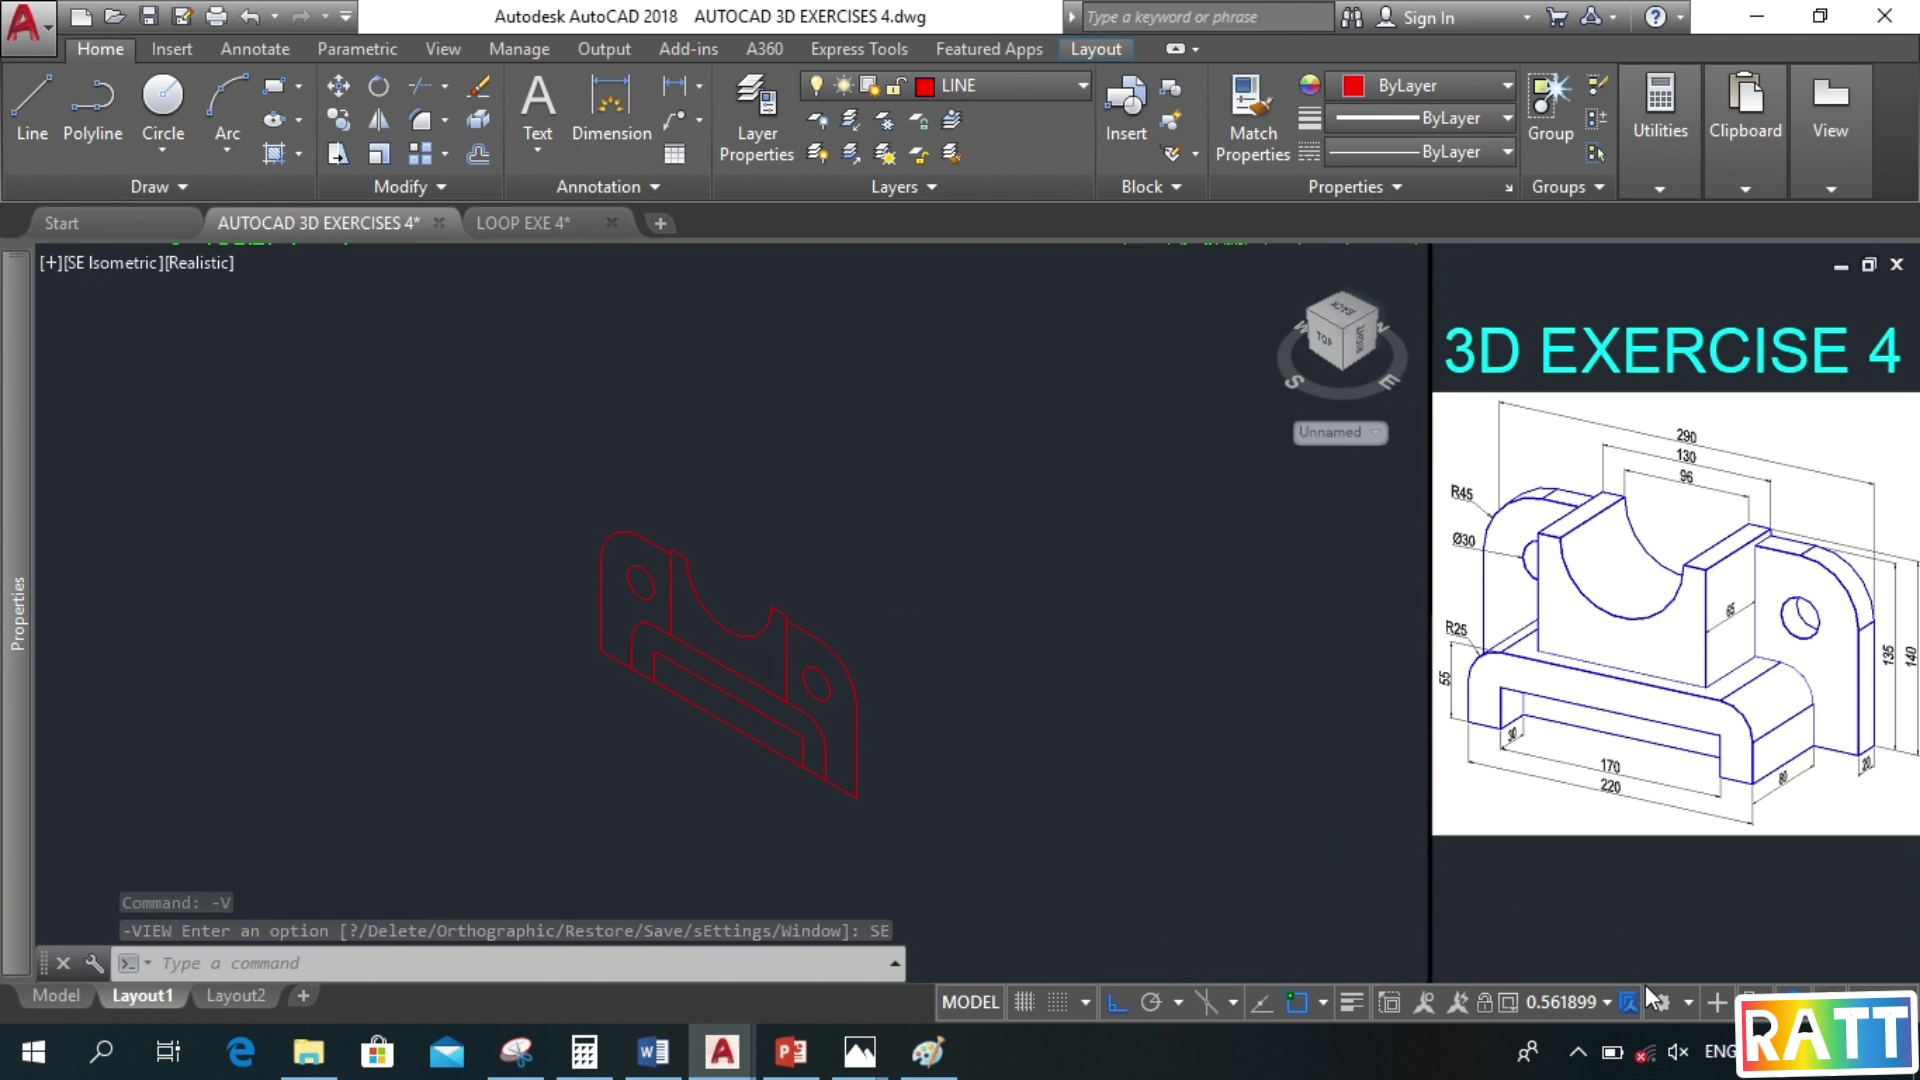 Autodesk AutoCAD 2018 AUTOCAD 3D EXERCISES 4.dwg
Type a keyword or phrase
Sign In
Home Insert Annotate Parametric View Manage Output Add-ins A360 Express Tools Featured Apps Layout
LINE
ByLayer
Line Polyline Circle Arc
Text Dimension
Layer Properties
Insert
Match Properties
ByLayer
ByLayer
Group
Utilities
Clipboard
View
Draw Modify Annotation Layers Block Properties Groups
Start
AUTOCAD 3D EXERCISES 4*
LOOP EXE 4*
[+][SE Isometric][Realistic]
BACK
TOP
RIGHT
W N
S E
Unnamed
Properties
3D EXERCISE 4
290
130
96
R45
Ø30
65
R25
55
135
140
30
170
220
80
20
Command: -V
-VIEW Enter an option [?/Delete/Orthographic/Restore/Save/sEttings/Window]: SE
Type a command
Model Layout1 Layout2
MODEL
0.561899
ENG
RATT